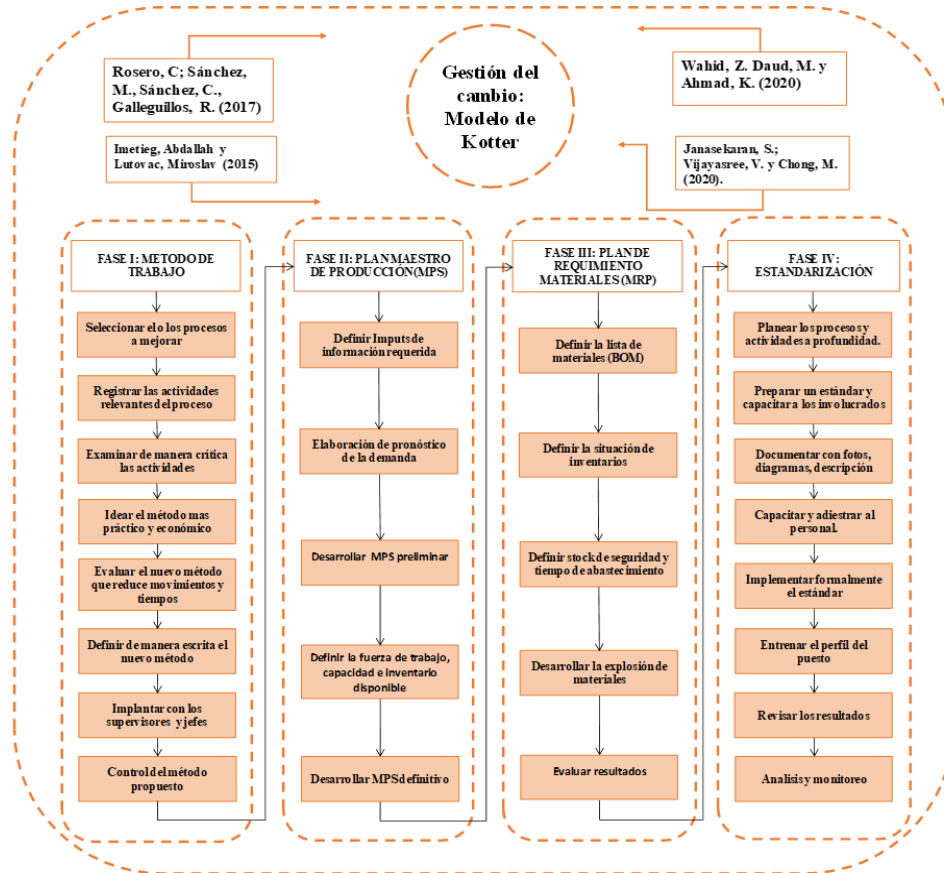 Rosero, C; Sánchez,
M., Sánchez, C.,
Galleguillos, R. (2017)
Gestión del
cambio:
Modelo de
Kotter
Wahid, Z. Daud, M. y
Ahmad, K. (2020)
Imetieg, Abdallah y
Lutovac, Miroslav (2015)
Janasekaran, S.;
Vijayasree, V. y Chong, M.
(2020).
FASE I: METODO DE
TRABAJO
Seleccionar el o los procesos
a mejorar
Registrar las actividades
relevantes del proceso
Examinar de manera crítica
las actividades
Idear el método mas
práctico y económico
Evaluar el nuevo método
que reduce movimientos y
tiempos
Definir de manera escrita el
nuevo método
Implantar con los
supervisores y jefes
Control del método
propuesto
FASE II: PLAN MAESTRO
DE PRODUCCIÓN(MPS)
Definir Imputs de
información requerida
Elaboraciòn de pronóstico
de la demanda
Desarrollar MPS preliminar
Definir la fuerza de trabajo,
capacidad e inventario
disponible
Desarrollar MPS definitivo
FASE III: PLAN DE
REQUIMIENTO
MATERIALES (MRP)
Definir la lista de
materiales (BOM)
Definir la situación de
inventarios
Definir stock de seguridad y
tiempo de abastecimiento
Desarrollar la explosión de
materiales
Evaluar resultados
FASE IV:
ESTANDARIZACIÓN
Planear los procesos y
actividades a profundidad.
Preparar un estándar y
capacitar a los involucrados
Documentar con fotos,
diagramas, descripción
Capacitar y adiestrar al
personal.
Implementar formalmente
el estándar
Entrenar el perfil del
puesto
Revisar los resultados
Analisis y monitoreo